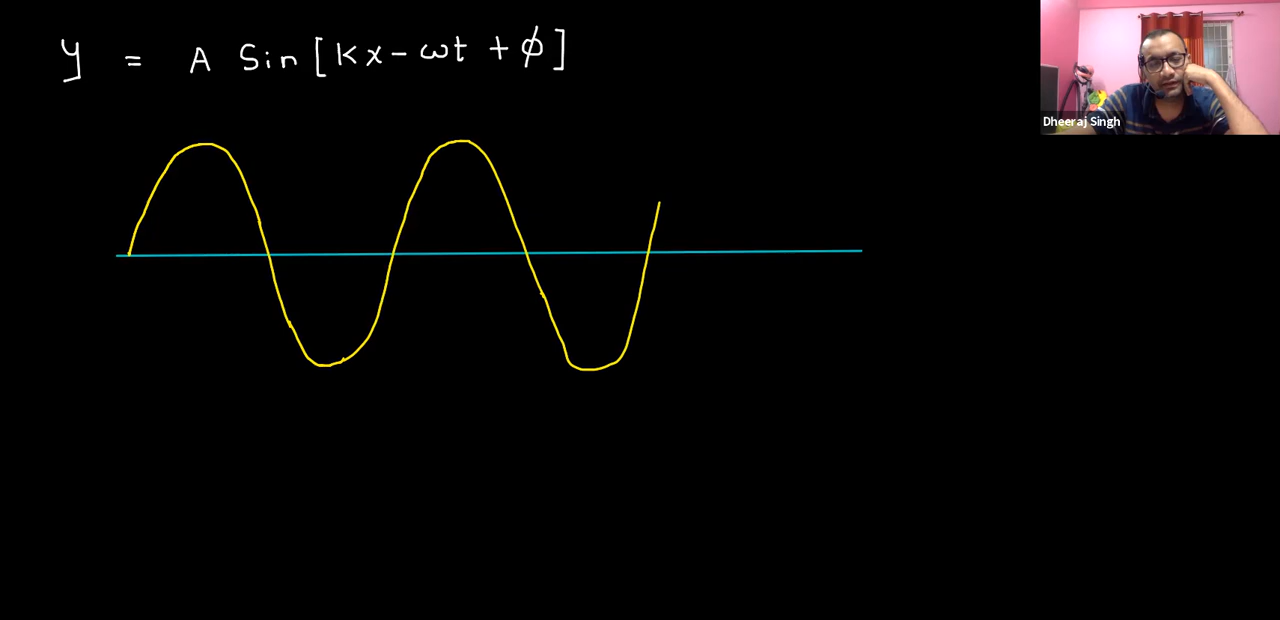 y = A Sin [kx - ωt + φ]
Dheeraj Singh